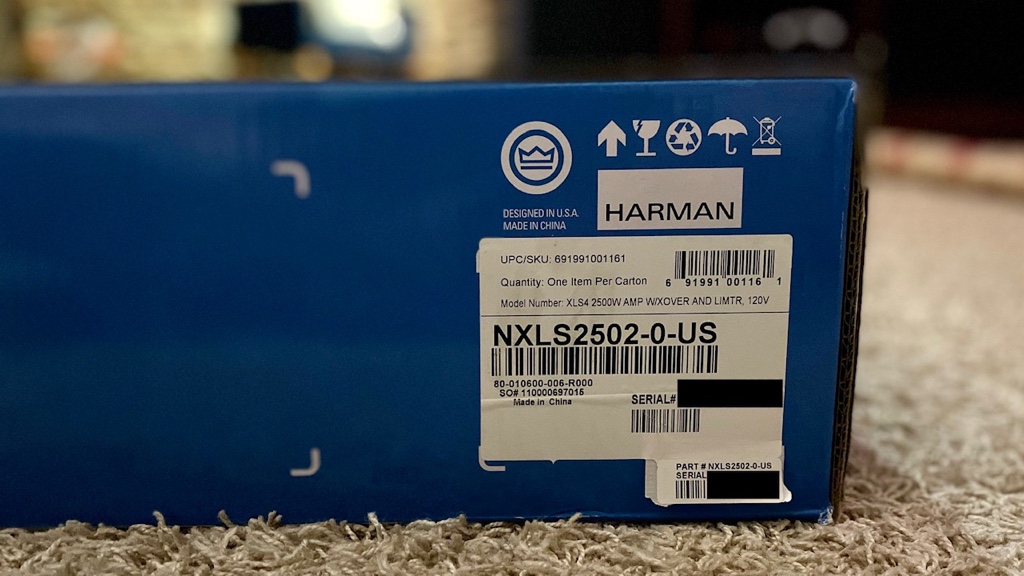 DESIGNED IN U.S.A.
MADE IN CHINA
HARMAN
UPC/SKU: 691991001161
Quantity: One Item Per Carton
6 91991 00116 1
Model Number: XLS4 2500W AMP W/XOVER AND LIMTR, 120V
NXLS2502-0-US
80-010600-006-R000
SO# 110000697015
Made in China
SERIAL#
PART # NXLS2502-0-US
SERIAL